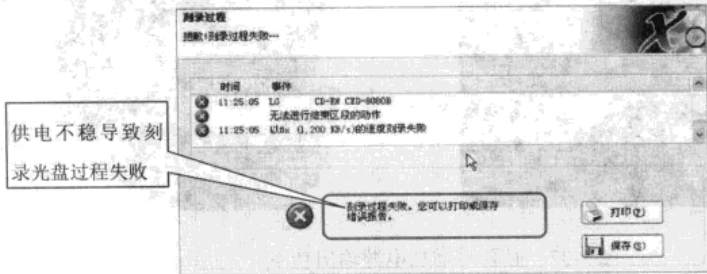 刻录过程
抱歉!刻录过程失败…
时间 事件
11:25:05 LG CD-RW CED-8080B
无法进行结束区段的动作
11:25:05 以8x (1,200 KB/s)的速度刻录失败
供电不稳导致刻
录光盘过程失败
刻录过程失败。您可以打印或保存
错误报告。
打印(P)
保存(S)